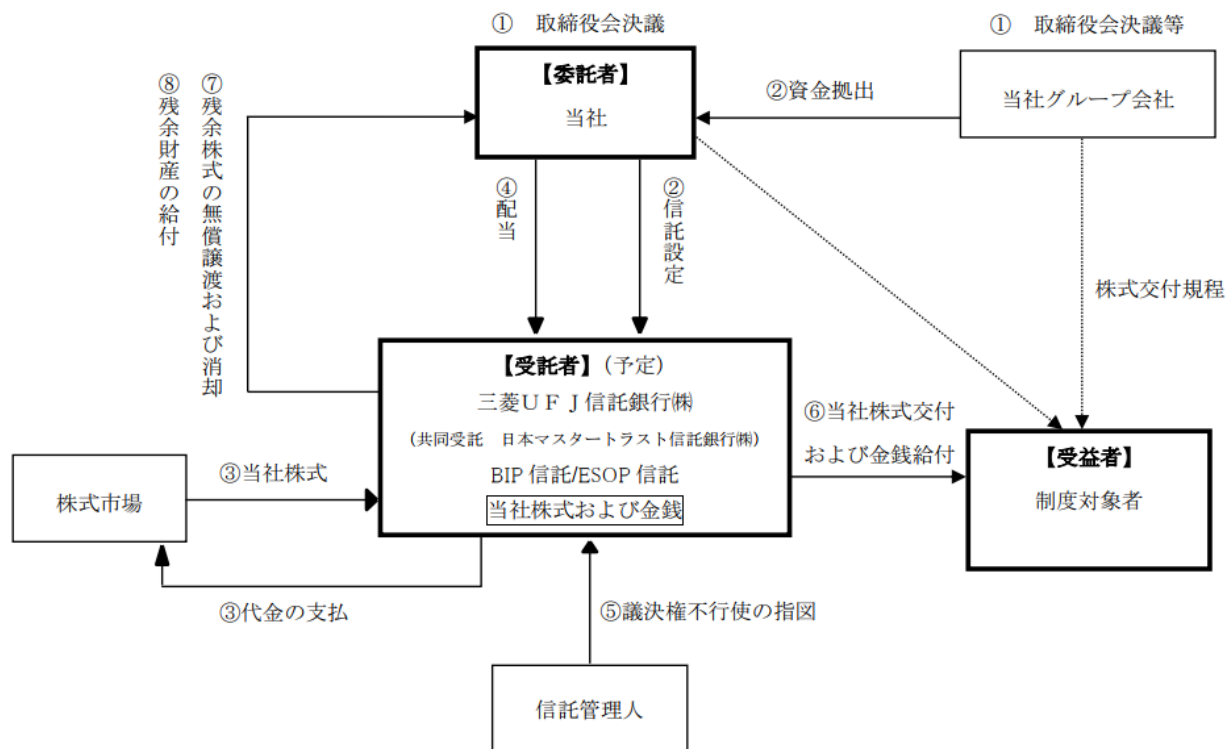 ① 取締役会決議
① 取締役会決議等
【委託者】
当社
②資金拠出
当社グループ会社
⑧残余財産の給付
⑦残余株式の無償譲渡および消却
④配当
②信託設定
株式交付規程
【受託者】(予定)
三菱UFJ信託銀行㈱
(共同受託 日本マスタートラスト信託銀行㈱)
BIP 信託/ESOP 信託
当社株式および金銭
⑥当社株式交付
および金銭給付
【受益者】
制度対象者
株式市場
③当社株式
③代金の支払
⑤議決権不行使の指図
信託管理人